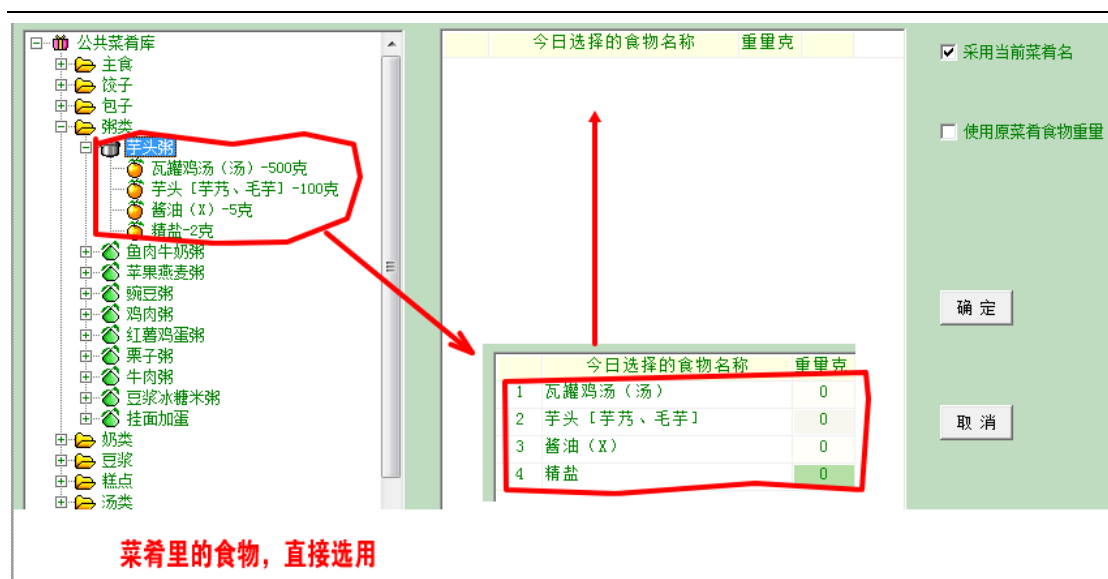 公共菜肴库
主食
饺子
包子
粥类
芋头粥
瓦罐鸡汤（汤）-500克
芋头［芋艿、毛芋］-100克
酱油（X）-5克
精盐-2克
鱼肉牛奶粥
苹果燕麦粥
豌豆粥
鸡肉粥
红薯鸡蛋粥
栗子粥
牛肉粥
豆浆冰糖米粥
挂面加蛋
奶类
豆浆
糕点
汤类
今日选择的食物名称 重量克
今日选择的食物名称 重量克
1 瓦罐鸡汤（汤） 0
2 芋头［芋艿、毛芋］ 0
3 酱油（X） 0
4 精盐 0
采用当前菜肴名
使用原菜肴食物重量
确定
取消
菜肴里的食物，直接选用